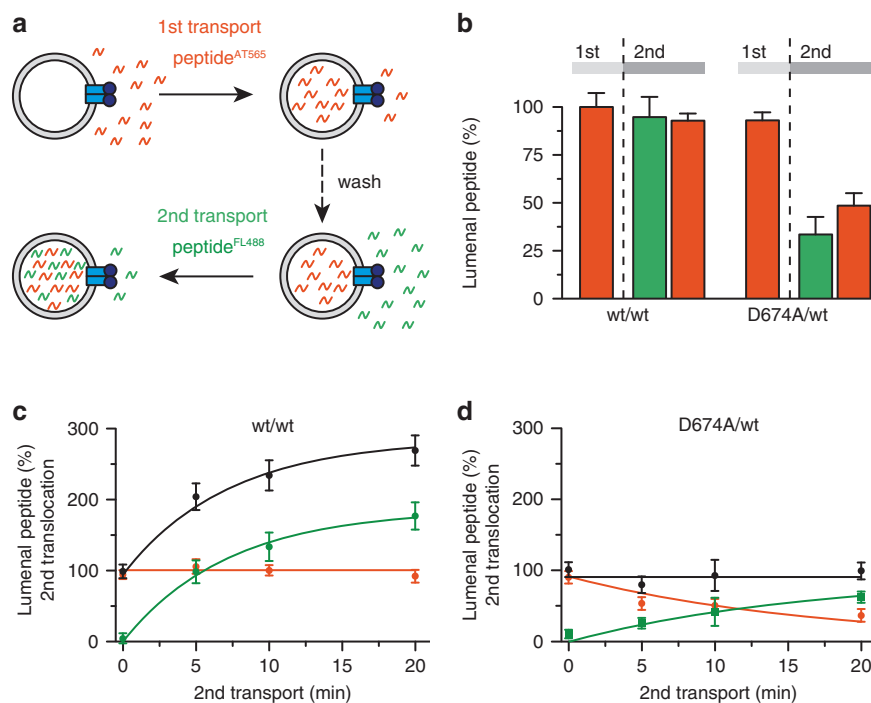 a
1st transport
peptideAT565
wash
2nd transport
peptideFL488
b
1st 2nd 1st 2nd
Lumenal peptide (%)
100
75
50
25
0
wt/wt D674A/wt
c
wt/wt
Lumenal peptide (%)
2nd translocation
300
200
100
0
0 5 10 15 20
2nd transport (min)
d
D674A/wt
Lumenal peptide (%)
2nd translocation
300
200
100
0
0 5 10 15 20
2nd transport (min)